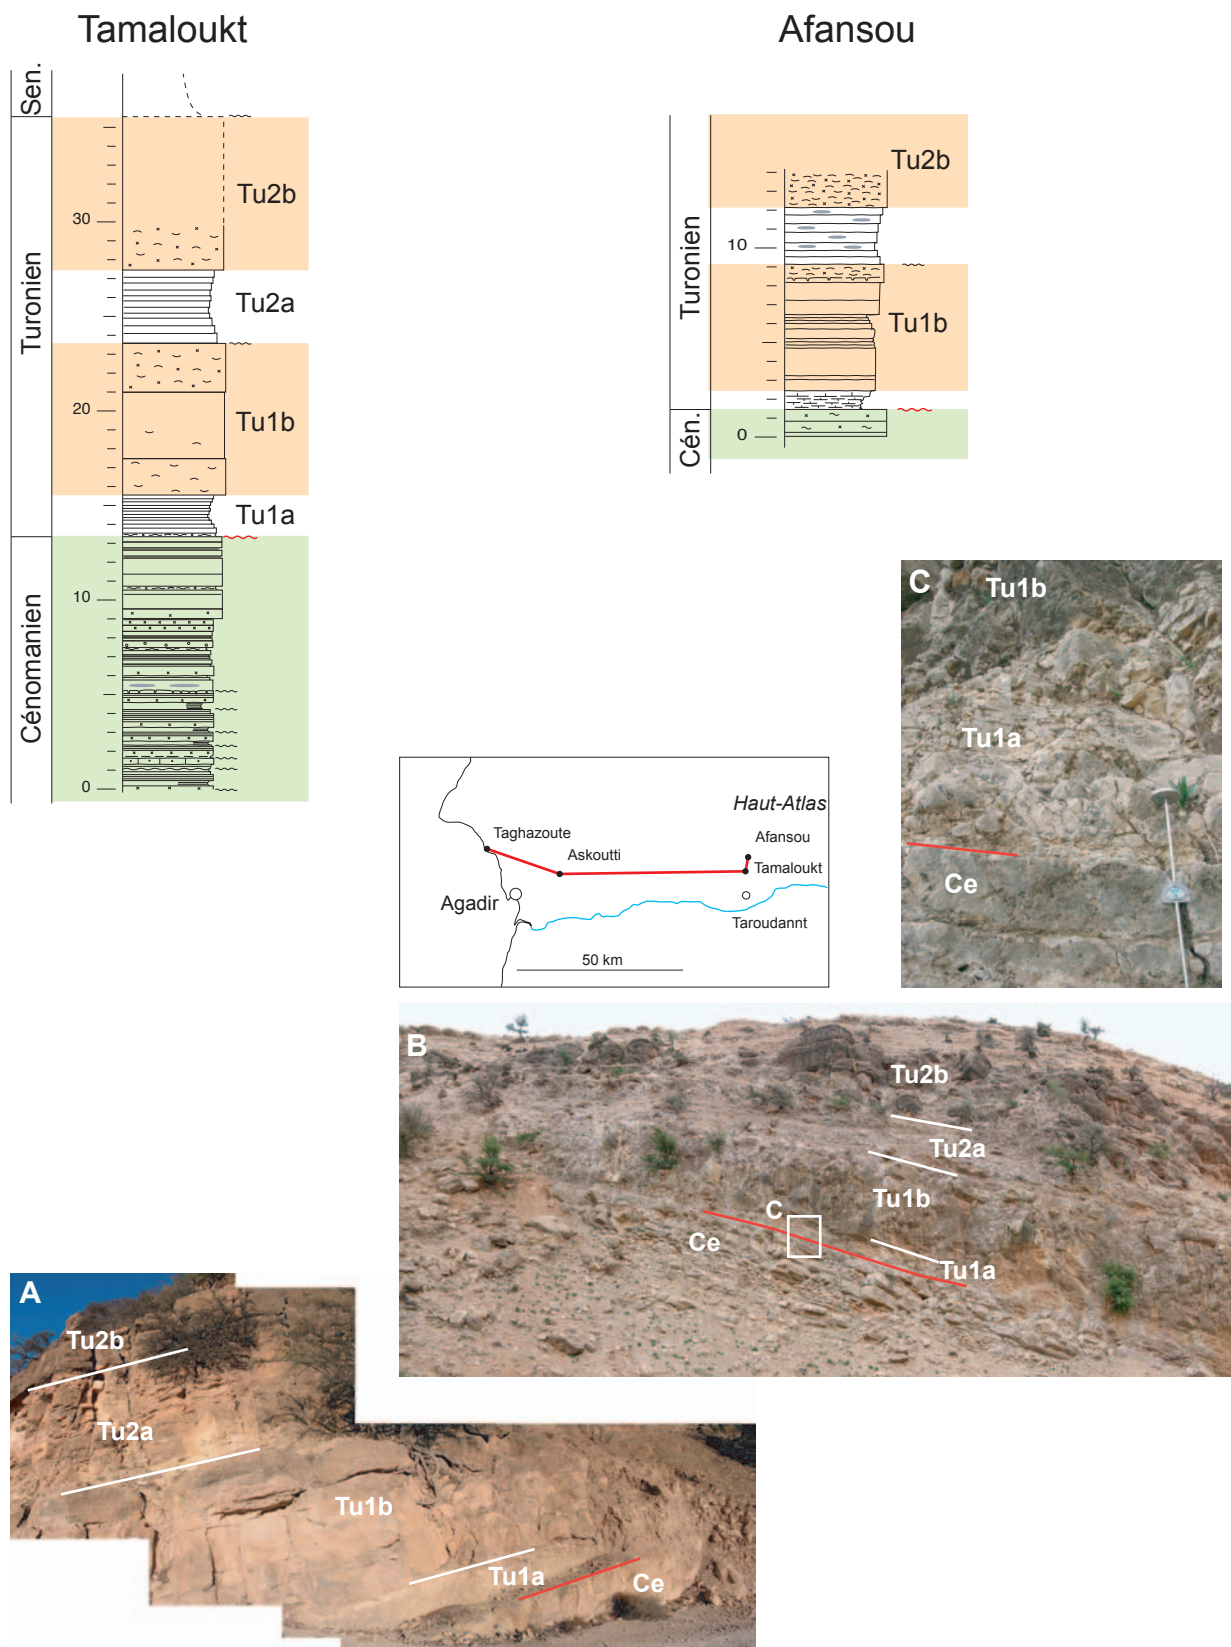 Tamaloukt
Afansou
Sen.
Turonien
Cénomanien
30
20
10
0
Tu2b
Tu2a
Tu1b
Tu1a
Turonien
Cén.
10
0
Tu2b
Tu1b
C
Tu1b
Tu1a
Ce
Haut-Atlas
Taghazoute
Afansou
Askoutti
Tamaloukt
Agadir
Taroudannt
50 km
B
Tu2b
Tu2a
Tu1b
C
Ce
Tu1a
A
Tu2b
Tu2a
Tu1b
Tu1a
Ce